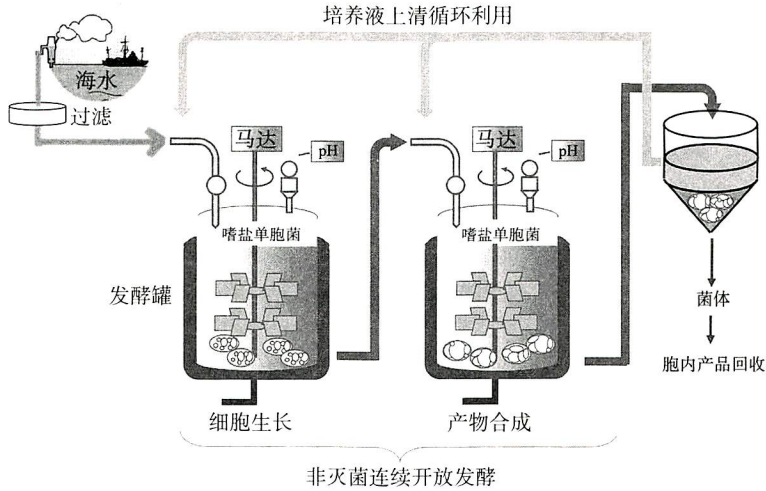 培养液上清循环利用
海水
过滤
马达
pH
马达
pH
嗜盐单胞菌
嗜盐单胞菌
发酵罐
菌体
胞内产品回收
细胞生长
产物合成
非灭菌连续开放发酵